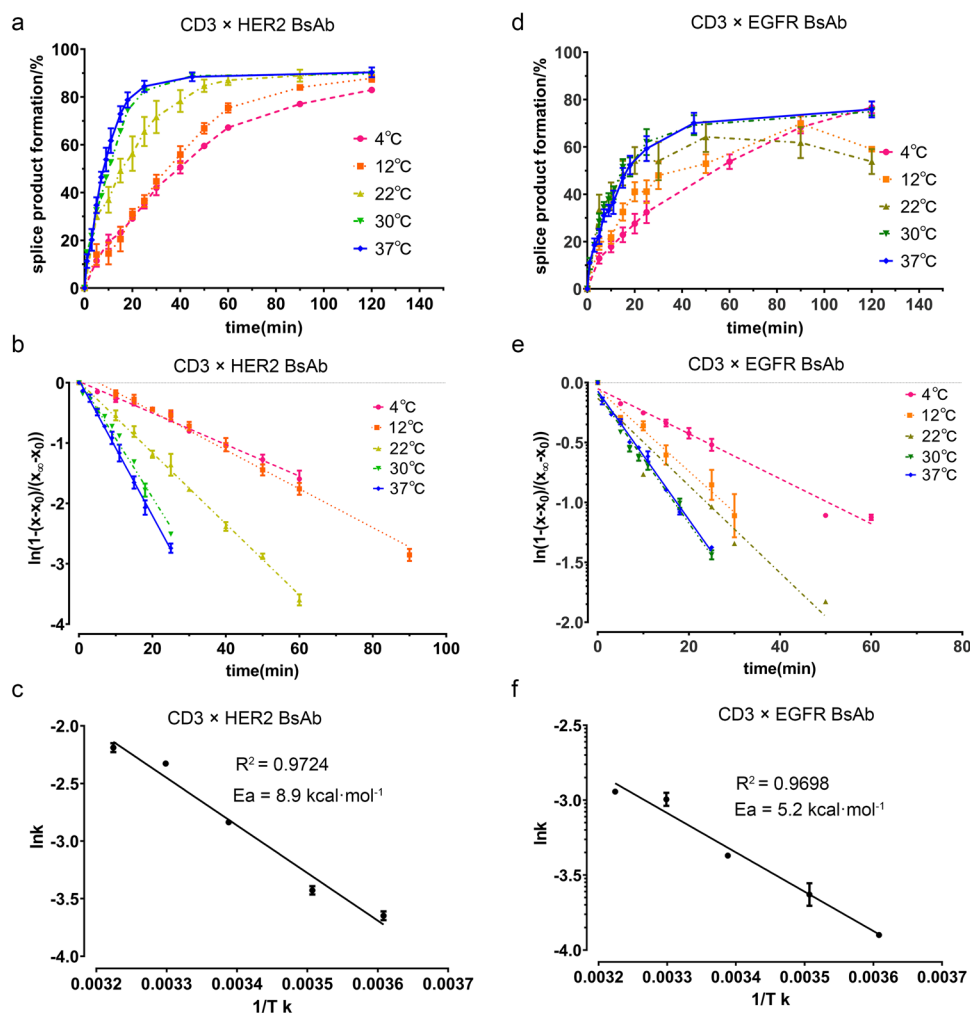 a
CD3 × HER2 BsAb
splice product formation/%
100
80
60
40
20
0
0 20 40 60 80 100 120 140
time(min)
4°C
12°C
22°C
30°C
37°C
d
CD3 × EGFR BsAb
splice product formation/%
100
80
60
40
20
0
0 20 40 60 80 100 120 140
time(min)
4°C
12°C
22°C
30°C
37°C
b
CD3 × HER2 BsAb
ln(1-(x-x0)/(x∞-x0))
0
-1
-2
-3
-4
0 20 40 60 80 100
time(min)
4°C
12°C
22°C
30°C
37°C
e
CD3 × EGFR BsAb
ln(1-(x-x0)/(x∞-x0))
0.0
-0.5
-1.0
-1.5
-2.0
0 20 40 60 80
time(min)
4°C
12°C
22°C
30°C
37°C
c
CD3 × HER2 BsAb
R² = 0.9724
Ea = 8.9 kcal·mol⁻¹
lnk
-2.0
-2.5
-3.0
-3.5
-4.0
0.0032 0.0033 0.0034 0.0035 0.0036 0.0037
1/T k
f
CD3 × EGFR BsAb
R² = 0.9698
Ea = 5.2 kcal·mol⁻¹
lnk
-2.5
-3.0
-3.5
-4.0
0.0032 0.0033 0.0034 0.0035 0.0036 0.0037
1/T k